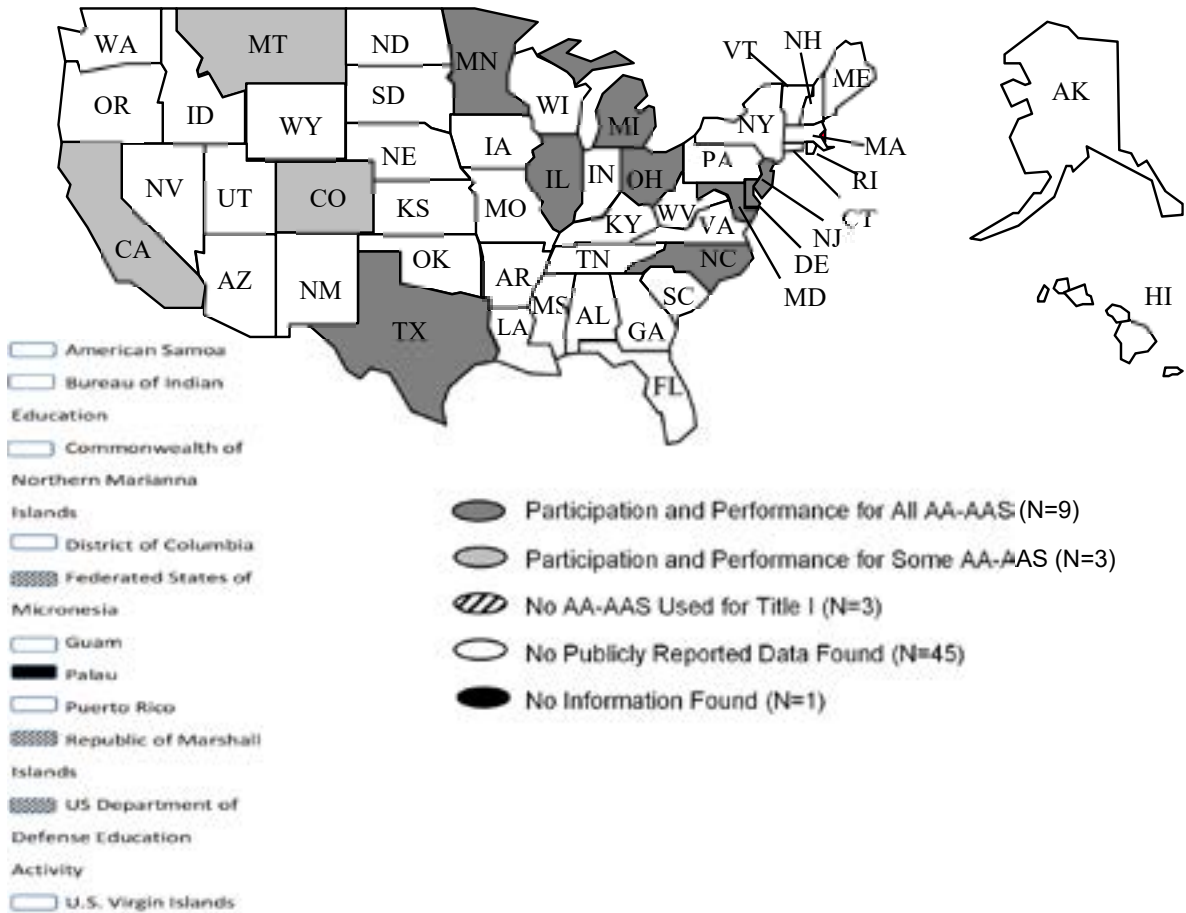 WA
MT
ND
MN
VT
NH
ME
OR
ID
SD
WI
MI
NY
AK
WY
IA
MA
NE
PA
NV
UT
CO
IL
IN
OH
RI
KS
MO
KY
WV
VA
CT
CA
NJ
AZ
NM
OK
AR
TN
NC
DE
MD
TX
MS
AL
SC
HI
LA
GA
FL
American Samoa
Bureau of Indian
Education
Commonwealth of
Northern Marianna
Islands
District of Columbia
Federated States of
Micronesia
Guam
Palau
Puerto Rico
Republic of Marshall
Islands
US Department of
Defense Education
Activity
U.S. Virgin Islands
Participation and Performance for All AA-AAS (N=9)
Participation and Performance for Some AA-AAS (N=3)
No AA-AAS Used for Title I (N=3)
No Publicly Reported Data Found (N=45)
No Information Found (N=1)